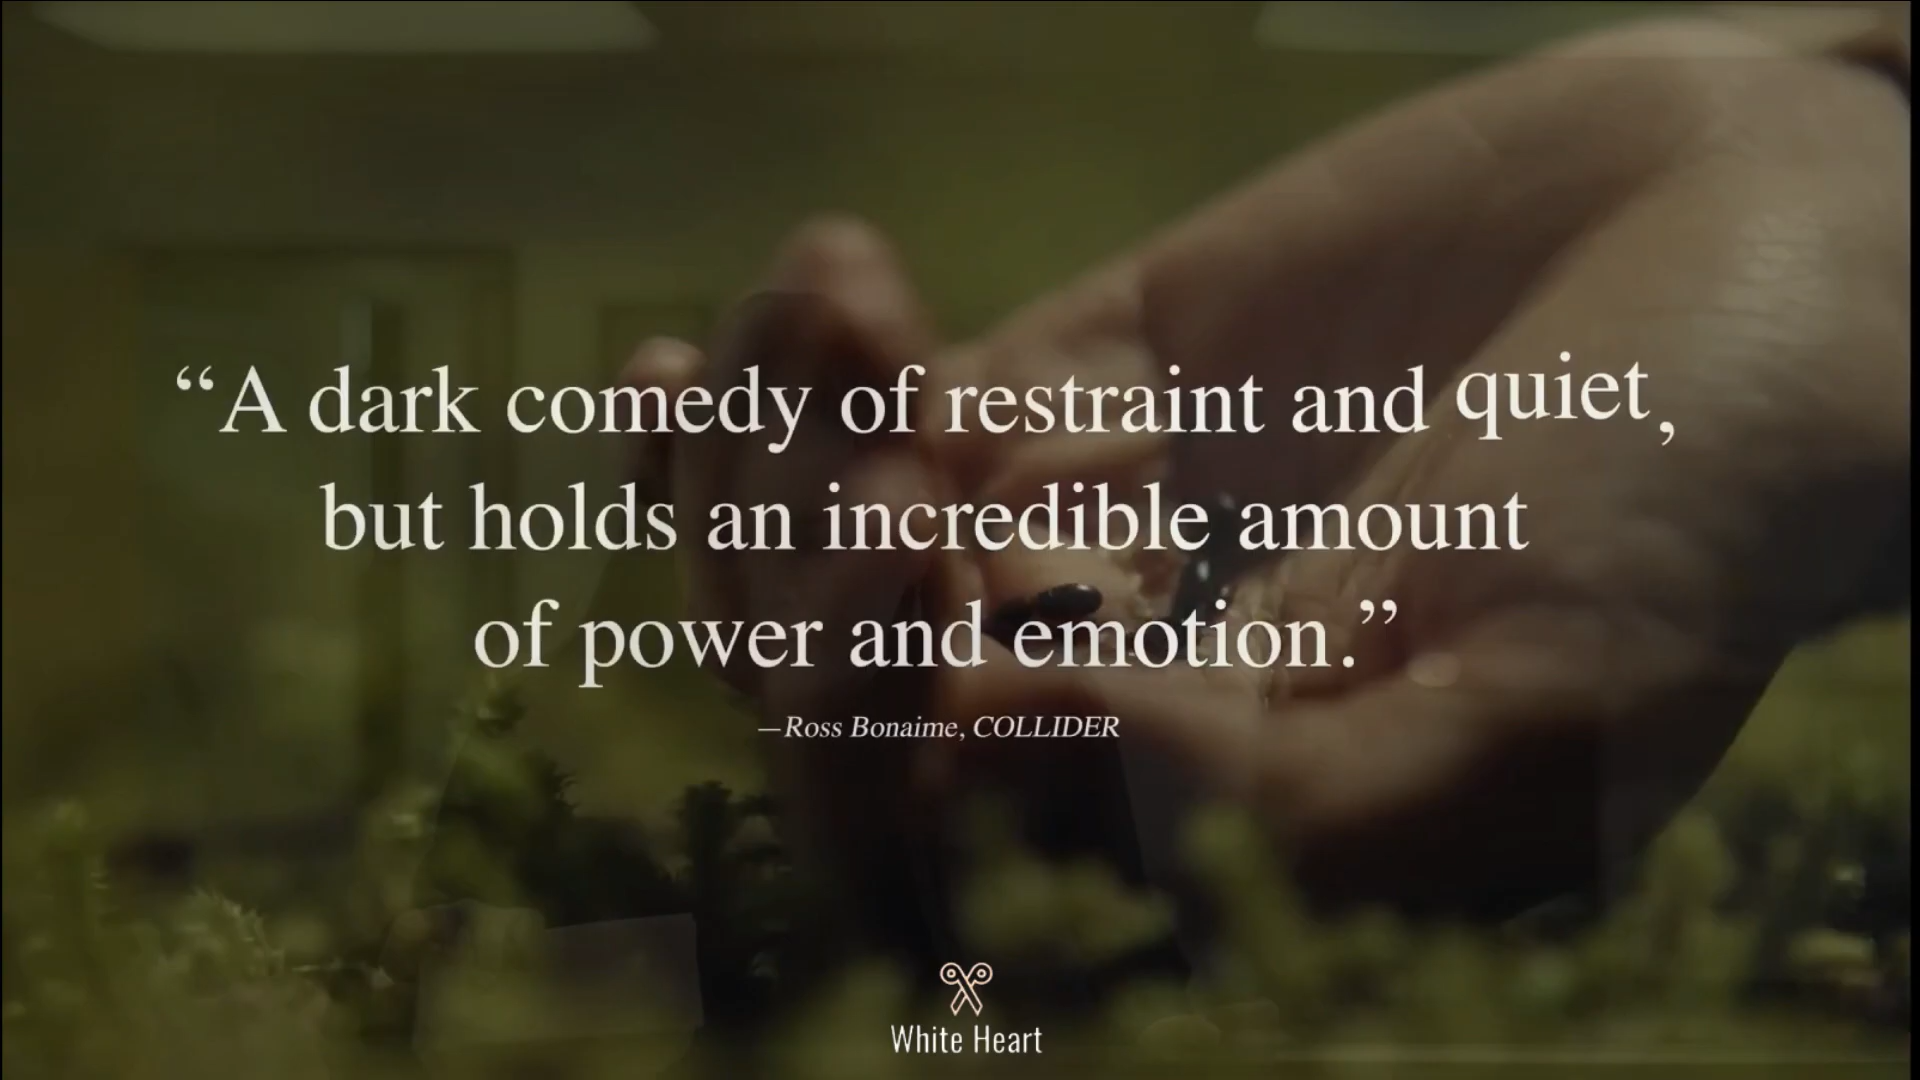 “A dark comedy of restraint and quiet,
but holds an incredible amount
of power and emotion.”
—Ross Bonaime, COLLIDER
White Heart